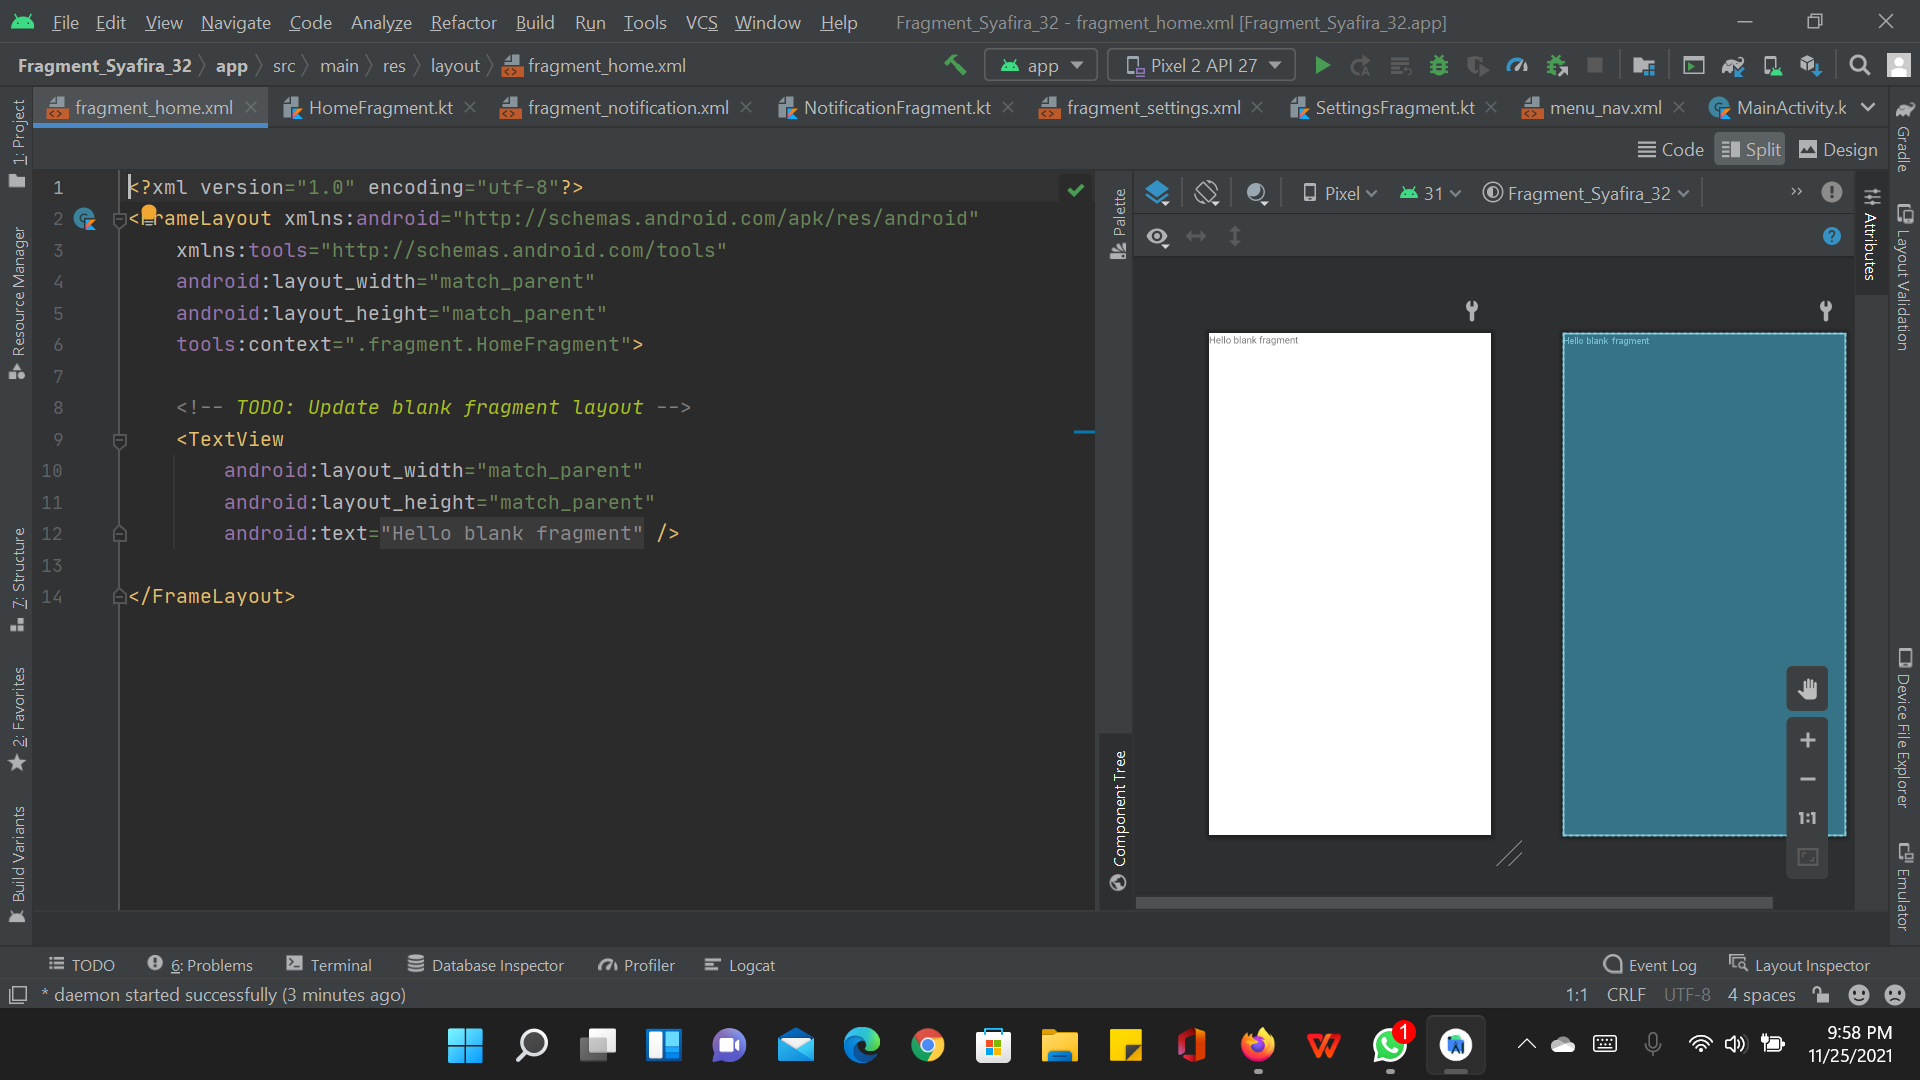 File Edit View Navigate Code Analyze Refactor Build Run Tools VCS Window Help Fragment_Syafira_32 - fragment_home.xml [Fragment_Syafira_32.app]
Fragment_Syafira_32 app src main res layout fragment_home.xml app Pixel 2 API 27
fragment_home.xml HomeFragment.kt fragment_notification.xml NotificationFragment.kt fragment_settings.xml SettingsFragment.kt menu_nav.xml MainActivity.k
Code Split Design
1: Project
Resource Manager
7: Structure
2: Favorites
Build Variants
1 <?xml version="1.0" encoding="utf-8"?>
2 <FrameLayout xmlns:android="http://schemas.android.com/apk/res/android"
3 xmlns:tools="http://schemas.android.com/tools"
4 android:layout_width="match_parent"
5 android:layout_height="match_parent"
6 tools:context=".fragment.HomeFragment">
7
8 <!-- TODO: Update blank fragment layout -->
9 <TextView
10 android:layout_width="match_parent"
11 android:layout_height="match_parent"
12 android:text="Hello blank fragment" />
13
14 </FrameLayout>
Palette
Component Tree
Pixel 31 Fragment_Syafira_32 »
?
Hello blank fragment
Hello blank fragment
1:1
Attributes
Gradle
Layout Validation
Device File Explorer
Emulator
TODO 6: Problems Terminal Database Inspector Profiler Logcat Event Log Layout Inspector
* daemon started successfully (3 minutes ago) 1:1 CRLF UTF-8 4 spaces
1
AI
9:58 PM
11/25/2021